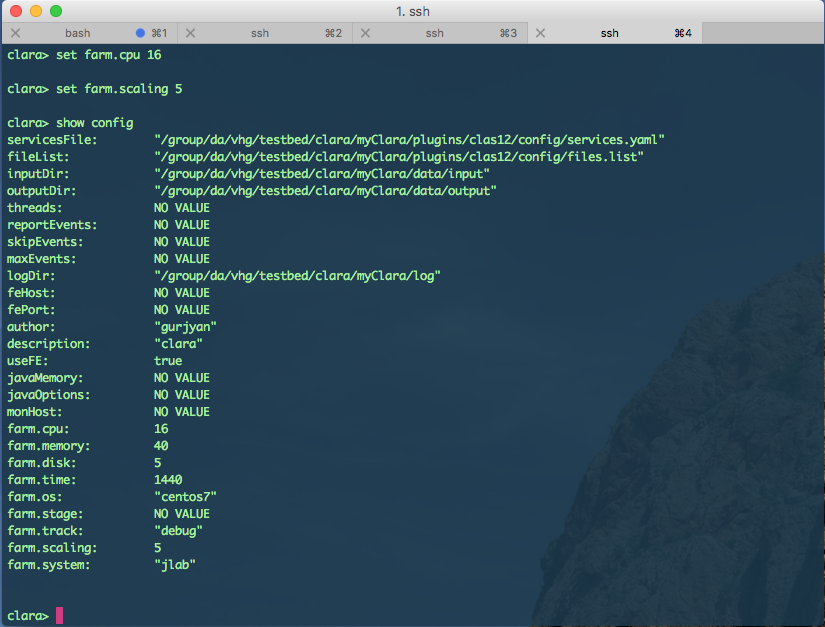 1. ssh
bash ⌘1 ssh ⌘2 ssh ⌘3 ssh ⌘4
clara> set farm.cpu 16
clara> set farm.scaling 5
clara> show config
servicesFile: "/group/da/vhg/testbed/clara/myClara/plugins/clas12/config/services.yaml"
fileList: "/group/da/vhg/testbed/clara/myClara/plugins/clas12/config/files.list"
inputDir: "/group/da/vhg/testbed/clara/myClara/data/input"
outputDir: "/group/da/vhg/testbed/clara/myClara/data/output"
threads: NO VALUE
reportEvents: NO VALUE
skipEvents: NO VALUE
maxEvents: NO VALUE
logDir: "/group/da/vhg/testbed/clara/myClara/log"
feHost: NO VALUE
fePort: NO VALUE
author: "gurjyan"
description: "clara"
useFE: true
javaMemory: NO VALUE
javaOptions: NO VALUE
monHost: NO VALUE
farm.cpu: 16
farm.memory: 40
farm.disk: 5
farm.time: 1440
farm.os: "centos7"
farm.stage: NO VALUE
farm.track: "debug"
farm.scaling: 5
farm.system: "jlab"
clara>